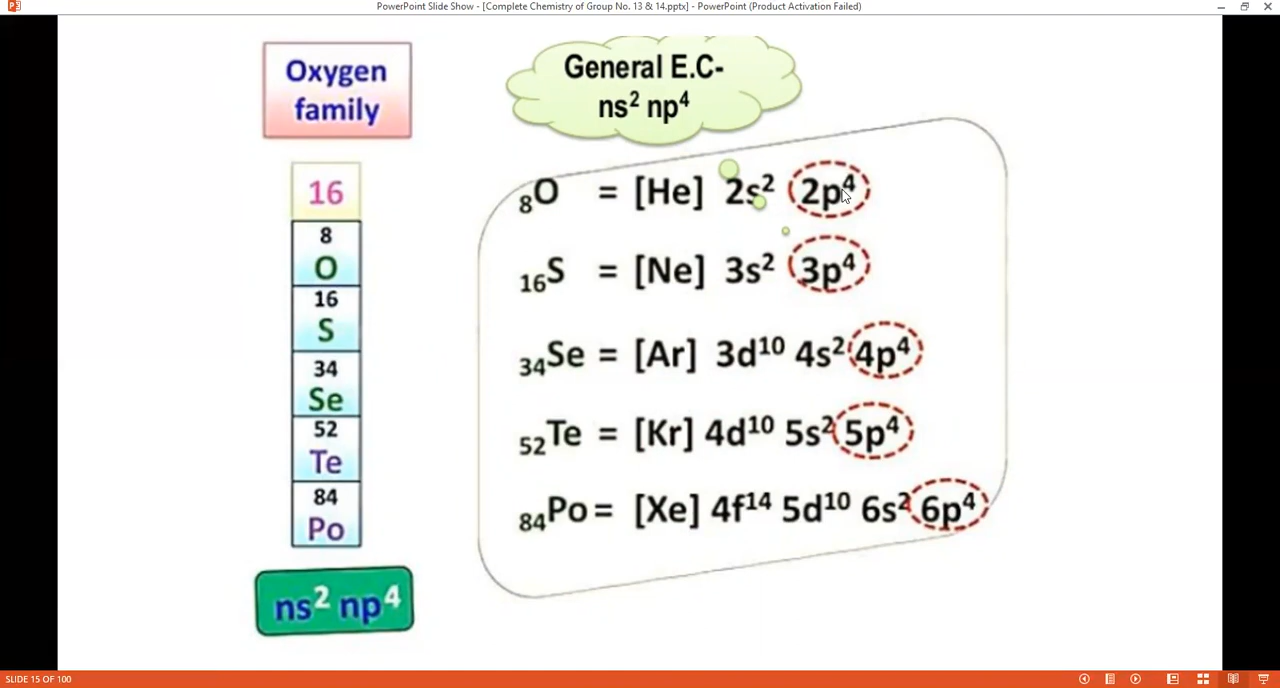 PowerPoint Slide Show - [Complete Chemistry of Group No. 13 & 14.pptx] - PowerPoint (Product Activation Failed)
Oxygen
family
16
8
O
16
S
34
Se
52
Te
84
Po
ns² np⁴
General E.C-
ns² np⁴
₈O = [He] 2s² 2p⁴
₁₆S = [Ne] 3s² 3p⁴
₃₄Se = [Ar] 3d¹⁰ 4s² 4p⁴
₅₂Te = [Kr] 4d¹⁰ 5s² 5p⁴
₈₄Po = [Xe] 4f¹⁴ 5d¹⁰ 6s² 6p⁴
SLIDE 15 OF 100